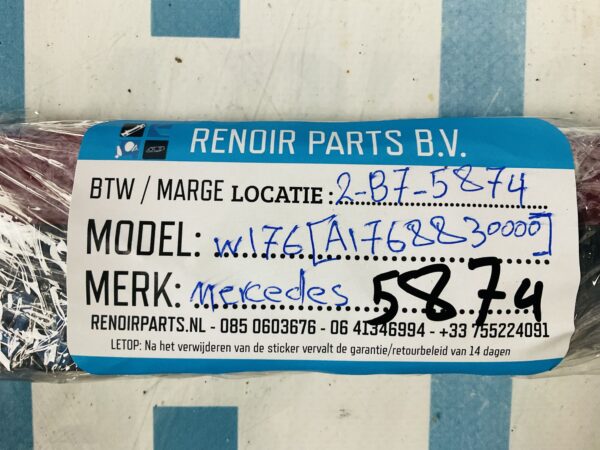 RENOIR PARTS B.V.
BTW / MARGE LOCATIE : 2-B7-5874
MODEL: W176[A1768830000]
MERK: Mercedes 5874
RENOIRPARTS.NL - 085 0603676 - 06 41346994 - +33 755224091
LETOP: Na het verwijderen van de sticker vervalt de garantie/retourbeleid van 14 dagen